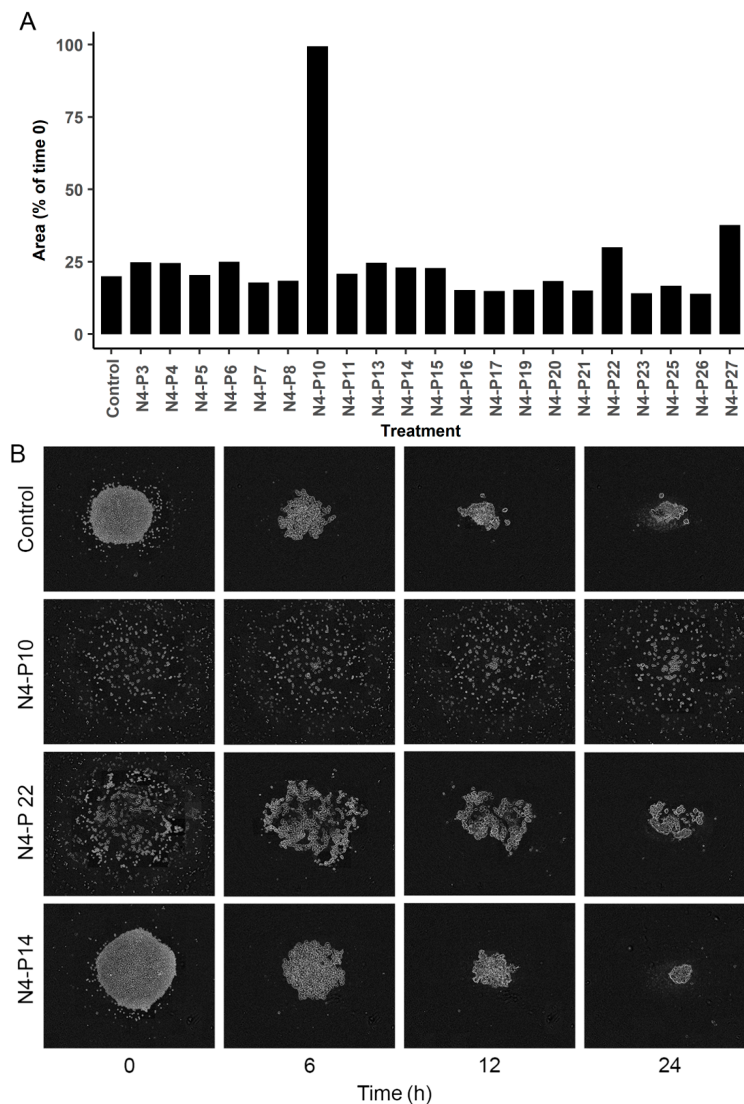 A
Area (% of time 0)
100
75
50
25
0
Control
N4-P3
N4-P4
N4-P5
N4-P6
N4-P7
N4-P8
N4-P10
N4-P11
N4-P13
N4-P14
N4-P15
N4-P16
N4-P17
N4-P19
N4-P20
N4-P21
N4-P22
N4-P23
N4-P25
N4-P26
N4-P27
Treatment
B
Control
N4-P10
N4-P 22
N4-P14
0 6 12 24
Time (h)